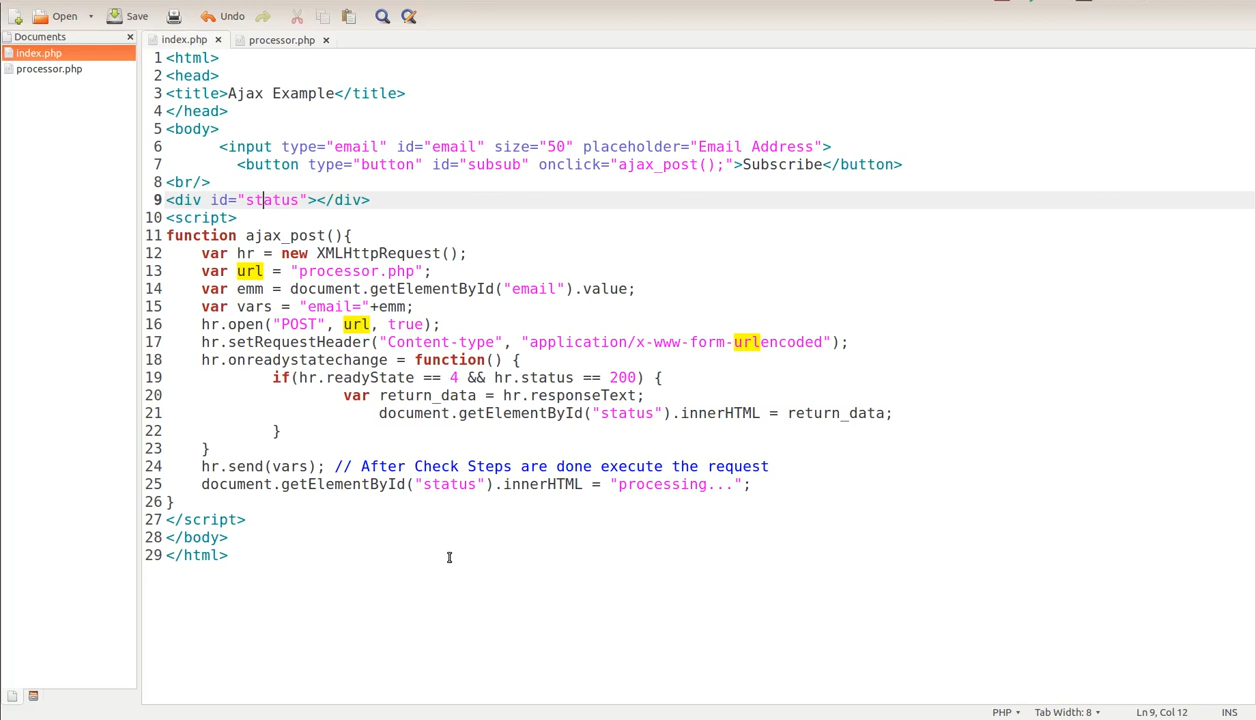 Open Save Undo
Documents
index.php
processor.php
index.php processor.php
1 <html>
2 <head>
3 <title>Ajax Example</title>
4 </head>
5 <body>
6 <input type="email" id="email" size="50" placeholder="Email Address">
7 <button type="button" id="subsub" onclick="ajax_post();">Subscribe</button>
8 <br/>
9 <div id="status"></div>
10 <script>
11 function ajax_post(){
12 var hr = new XMLHttpRequest();
13 var url = "processor.php";
14 var emm = document.getElementById("email").value;
15 var vars = "email="+emm;
16 hr.open("POST", url, true);
17 hr.setRequestHeader("Content-type", "application/x-www-form-urlencoded");
18 hr.onreadystatechange = function() {
19 if(hr.readyState == 4 && hr.status == 200) {
20 var return_data = hr.responseText;
21 document.getElementById("status").innerHTML = return_data;
22 }
23 }
24 hr.send(vars); // After Check Steps are done execute the request
25 document.getElementById("status").innerHTML = "processing...";
26 }
27 </script>
28 </body>
29 </html>
PHP Tab Width: 8 Ln 9, Col 12 INS